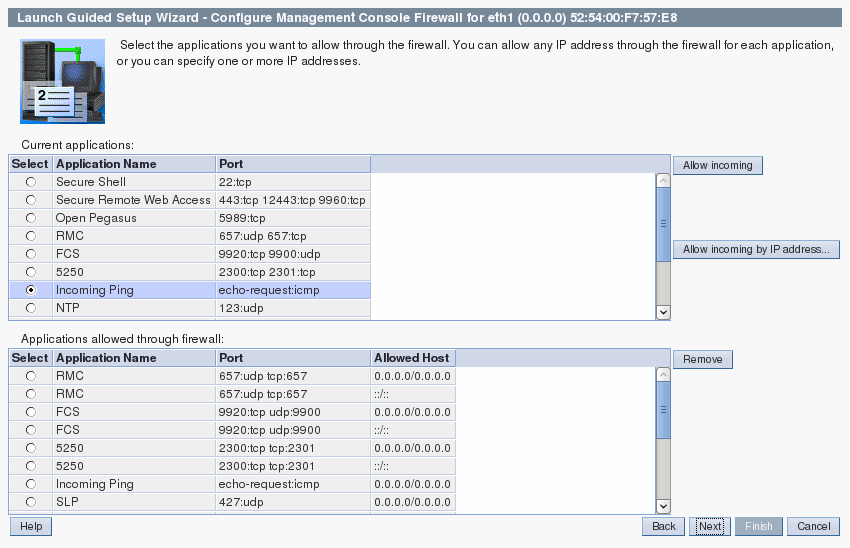 Launch Guided Setup Wizard - Configure Management Console Firewall for eth1 (0.0.0.0) 52:54:00:F7:57:E8
Select the applications you want to allow through the firewall. You can allow any IP address through the firewall for each application,
or you can specify one or more IP addresses.
2
Current applications:
Select Application Name Port
Secure Shell 22:tcp
Secure Remote Web Access 443:tcp 12443:tcp 9960:tcp
Open Pegasus 5989:tcp
RMC 657:udp 657:tcp
FCS 9920:tcp 9900:udp
5250 2300:tcp 2301:tcp
Incoming Ping echo-request:icmp
NTP 123:udp
Allow incoming
Allow incoming by IP address...
Applications allowed through firewall:
Select Application Name Port Allowed Host
RMC 657:udp tcp:657 0.0.0.0/0.0.0.0
RMC 657:udp tcp:657 ::/::
FCS 9920:tcp udp:9900 0.0.0.0/0.0.0.0
FCS 9920:tcp udp:9900 ::/::
5250 2300:tcp tcp:2301 0.0.0.0/0.0.0.0
5250 2300:tcp tcp:2301 ::/::
Incoming Ping echo-request:icmp 0.0.0.0/0.0.0.0
SLP 427:udp 0.0.0.0/0.0.0.0
Remove
Help Back Next Finish Cancel